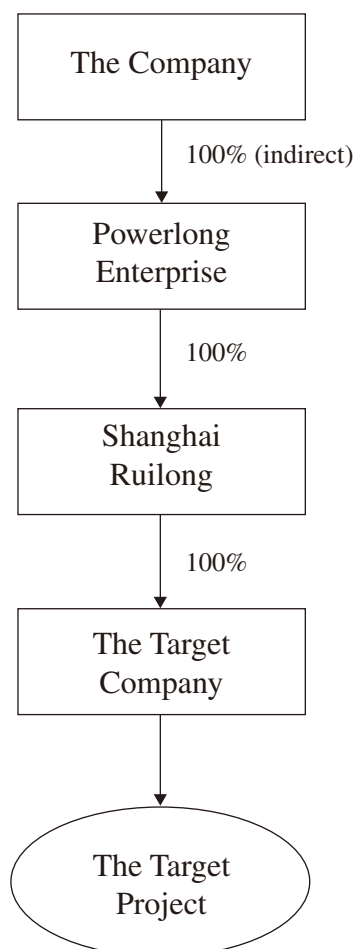 The Company
100% (indirect)
Powerlong
Enterprise
100%
Shanghai
Ruilong
100%
The Target
Company
The Target
Project